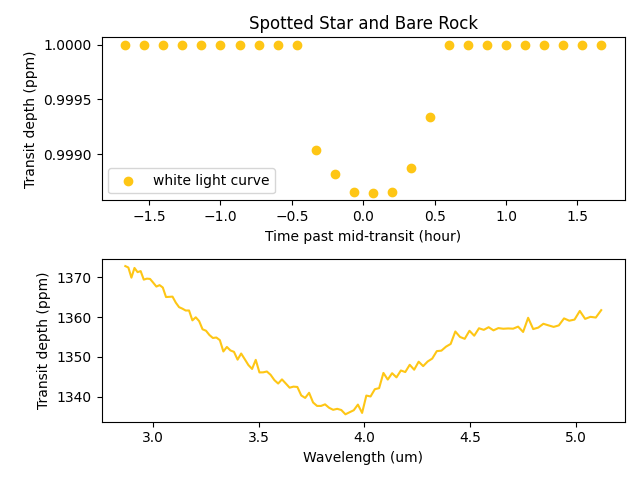 Spotted Star and Bare Rock
Transit depth (ppm)
1.0000
0.9995
0.9990
white light curve
−1.5 −1.0 −0.5 0.0 0.5 1.0 1.5
Time past mid-transit (hour)
Transit depth (ppm)
1370
1360
1350
1340
3.0 3.5 4.0 4.5 5.0
Wavelength (um)